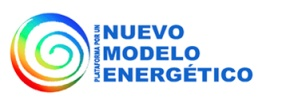 PLATAFORMA POR UN
NUEVO
MODELO
ENERGÉTICO